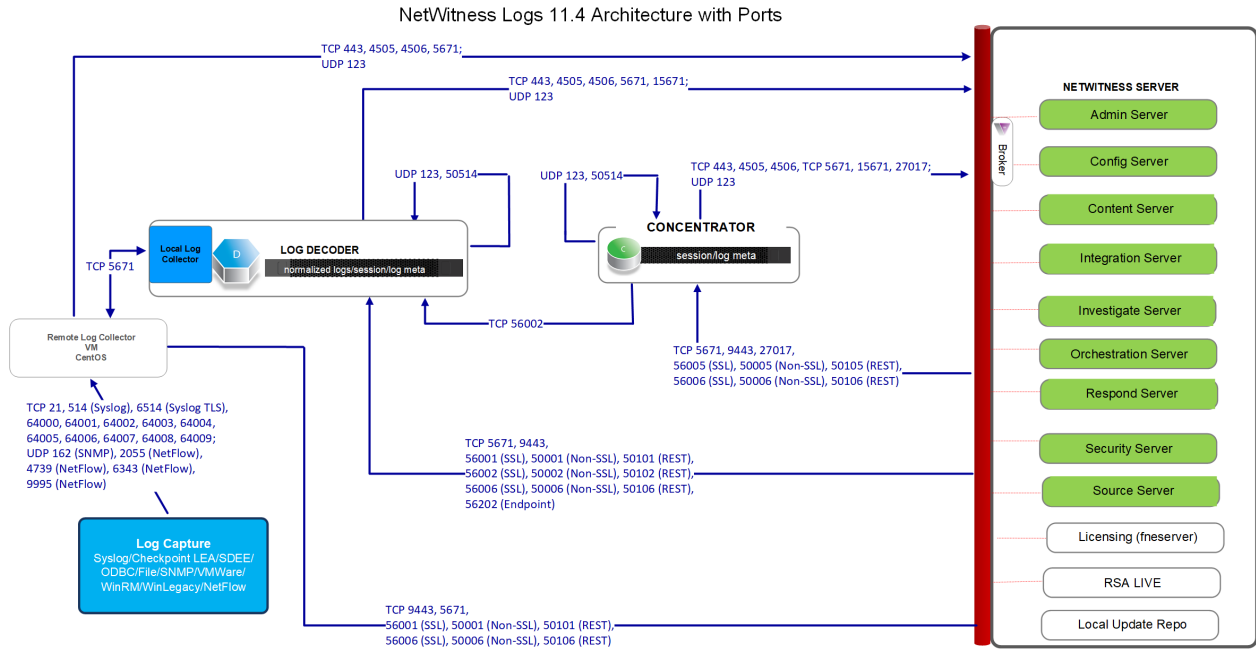 NetWitness Logs 11.4 Architecture with Ports
TCP 443, 4505, 4506, 5671;
UDP 123
TCP 443, 4505, 4506, 5671, 15671;
UDP 123
UDP 123, 50514
UDP 123, 50514
TCP 443, 4505, 4506, TCP 5671, 15671, 27017;
UDP 123
Local Log
Collector
D
LOG DECODER
normalized logs/session/log meta
CONCENTRATOR
C
session/log meta
TCP 5671
TCP 56002
Remote Log Collector
VM
CentOS
TCP 5671, 9443, 27017,
56005 (SSL), 50005 (Non-SSL), 50105 (REST),
56006 (SSL), 50006 (Non-SSL), 50106 (REST)
TCP 21, 514 (Syslog), 6514 (Syslog TLS),
64000, 64001, 64002, 64003, 64004,
64005, 64006, 64007, 64008, 64009;
UDP 162 (SNMP), 2055 (NetFlow),
4739 (NetFlow), 6343 (NetFlow),
9995 (NetFlow)
TCP 5671, 9443,
56001 (SSL), 50001 (Non-SSL), 50101 (REST),
56002 (SSL), 50002 (Non-SSL), 50102 (REST),
56006 (SSL), 50006 (Non-SSL), 50106 (REST),
56202 (Endpoint)
Log Capture
Syslog/Checkpoint LEA/SDEE/
ODBC/File/SNMP/VMWare/
WinRM/WinLegacy/NetFlow
TCP 9443, 5671,
56001 (SSL), 50001 (Non-SSL), 50101 (REST),
56006 (SSL), 50006 (Non-SSL), 50106 (REST)
NETWITNESS SERVER
Broker
Admin Server
Config Server
Content Server
Integration Server
Investigate Server
Orchestration Server
Respond Server
Security Server
Source Server
Licensing (fneserver)
RSA LIVE
Local Update Repo